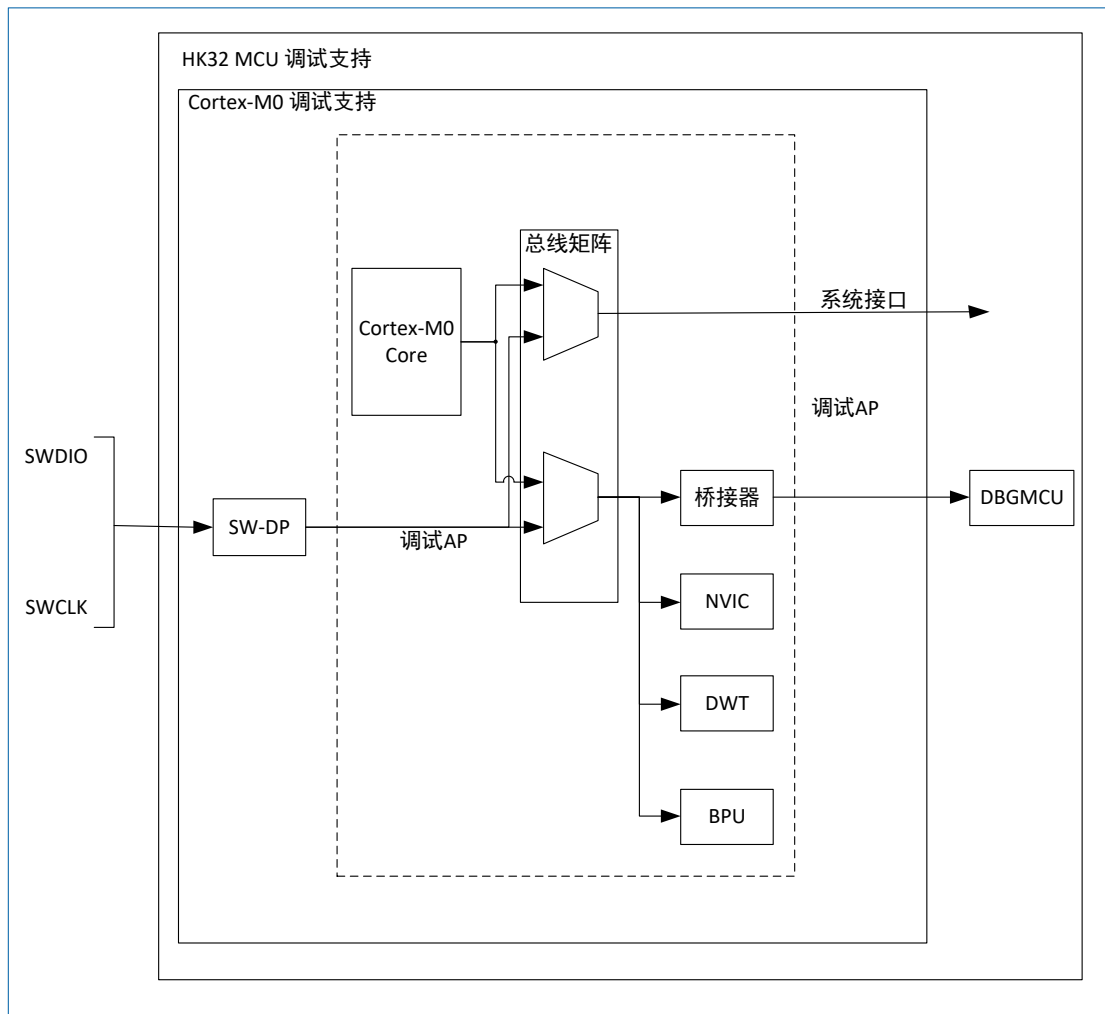 HK32 MCU 调试支持
Cortex-M0 调试支持
总线矩阵
Cortex-M0
Core
系统接口
调试AP
SWDIO
SWCLK
SW-DP
调试AP
桥接器
DBGMCU
NVIC
DWT
BPU